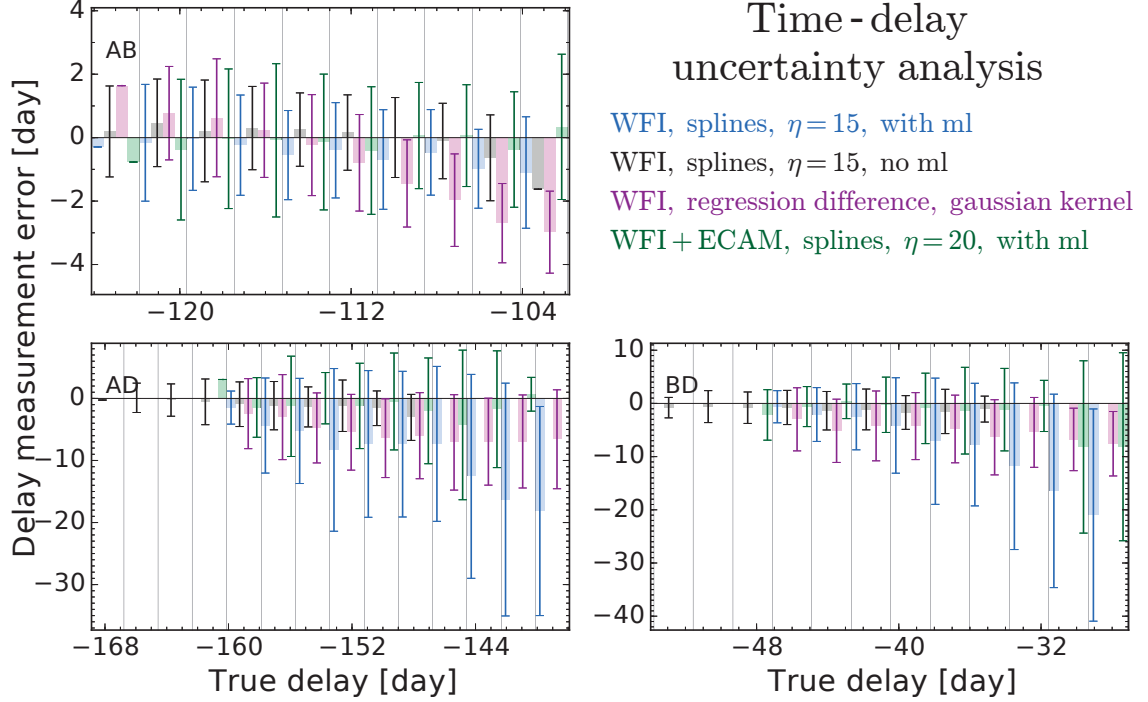 Time-delay
uncertainty analysis
WFI, splines, η = 15, with ml
WFI, splines, η = 15, no ml
WFI, regression difference, gaussian kernel
WFI + ECAM, splines, η = 20, with ml
Delay measurement error [day]
AB
4
2
0
−2
−4
−120 −112 −104
AD
0
−10
−20
−30
−168 −160 −152 −144
True delay [day]
BD
10
0
−10
−20
−30
−40
−48 −40 −32
True delay [day]